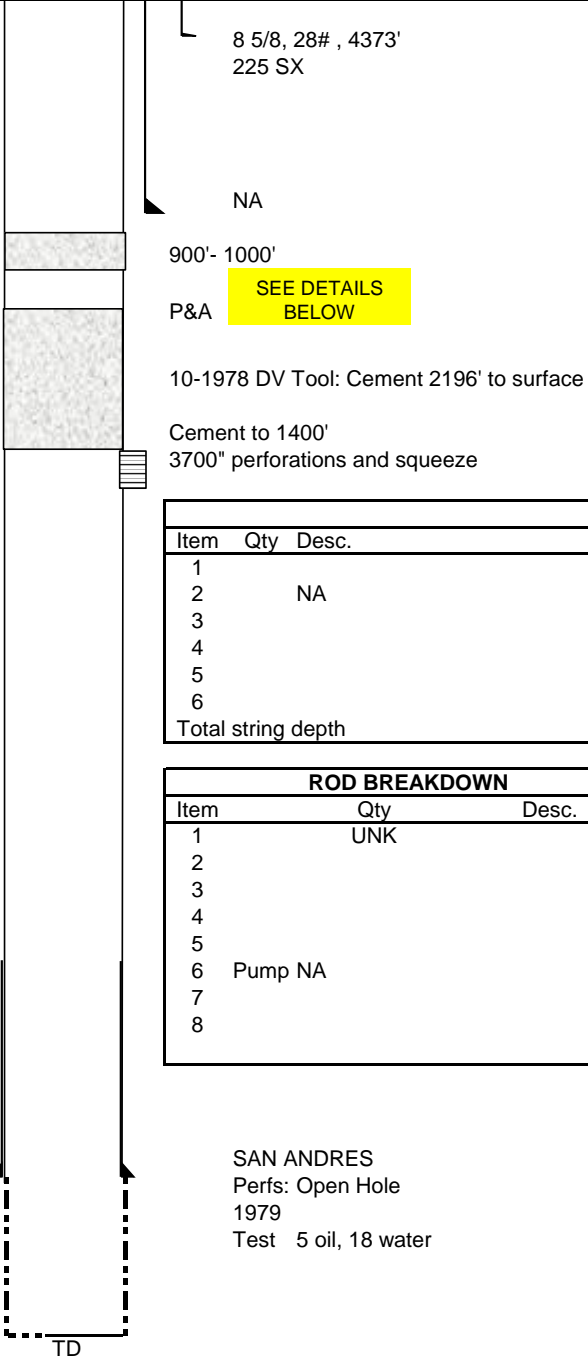 8 5/8, 28# , 4373'
225 SX
NA
900'- 1000'
SEE DETAILS
P&A BELOW
10-1978 DV Tool: Cement 2196' to surface
Cement to 1400'
3700" perforations and squeeze
Item Qty Desc.
1
2 NA
3
4
5
6
Total string depth
ROD BREAKDOWN
Item Qty Desc.
1 UNK
2
3
4
5
6 Pump NA
7
8
SAN ANDRES
Perfs: Open Hole
1979
Test 5 oil, 18 water
TD